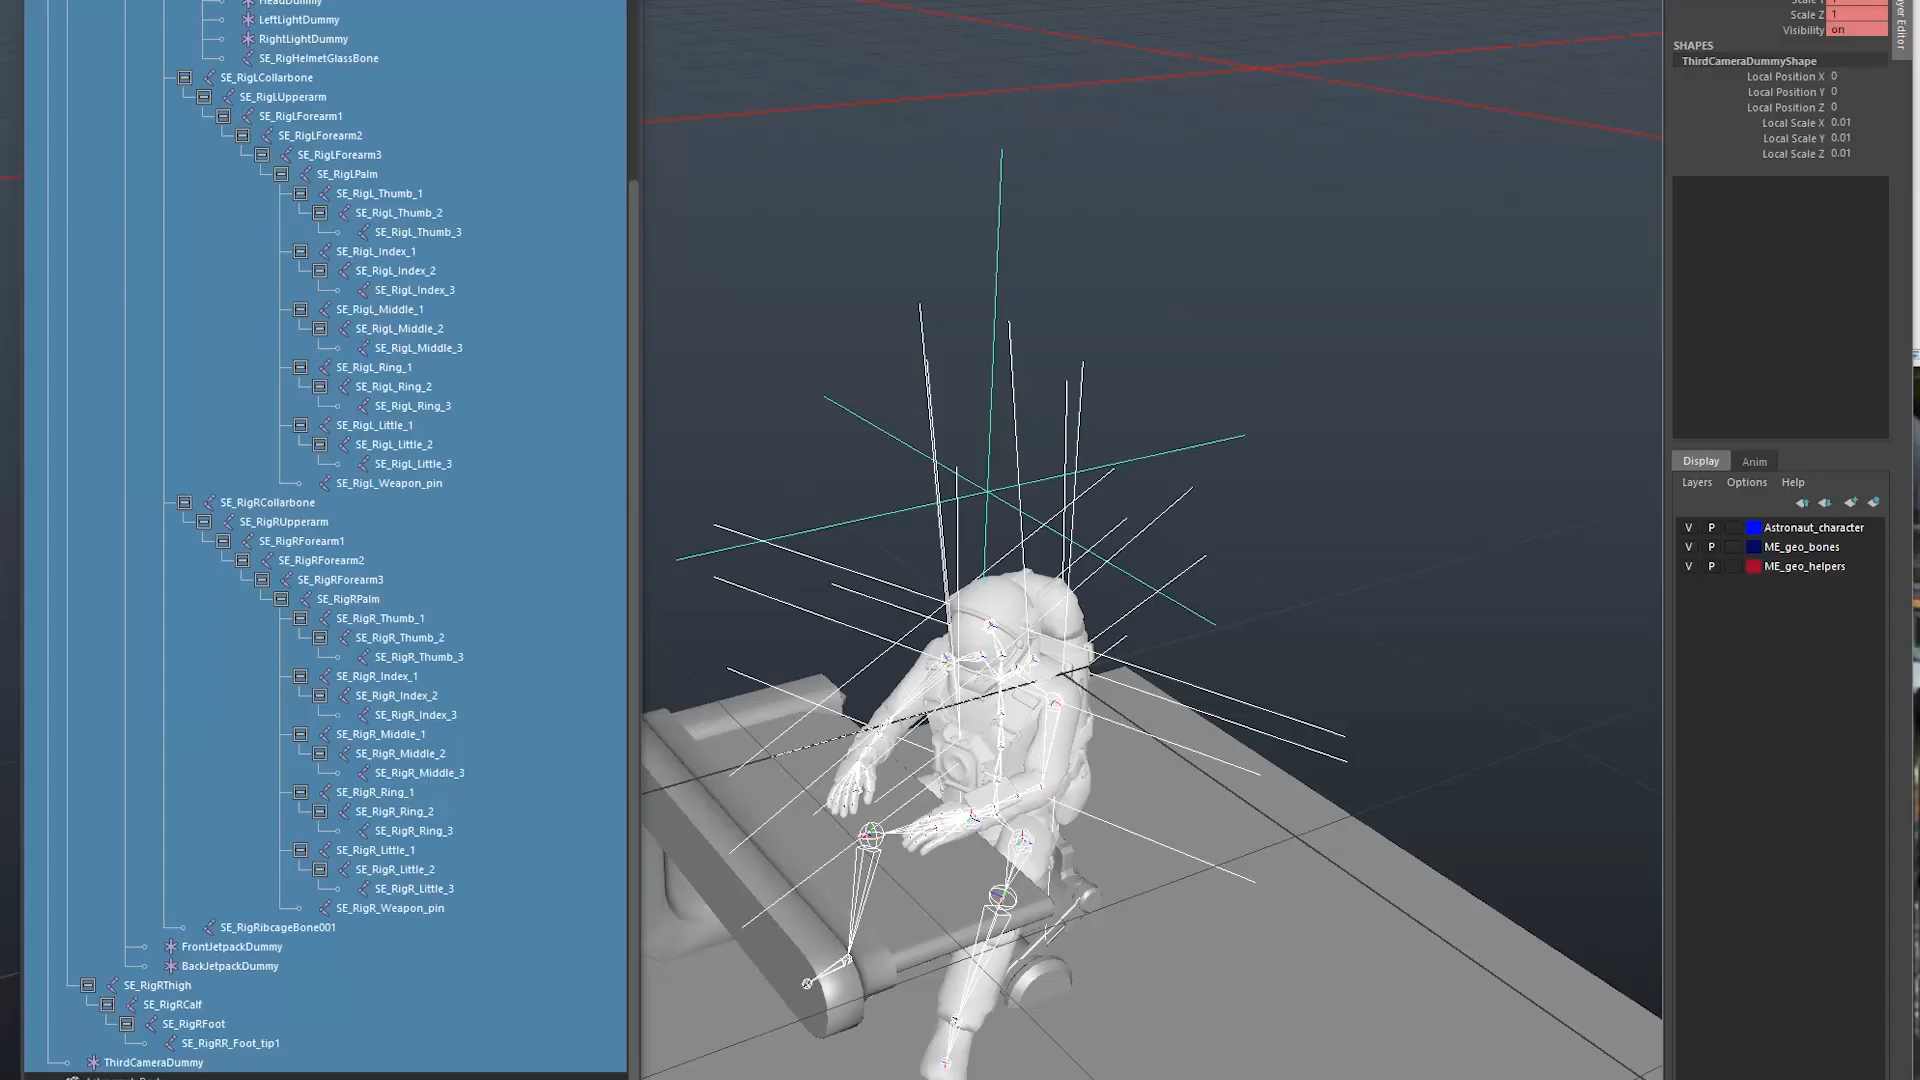 HeadDummy
LeftLightDummy
RightLightDummy
SE_RigHelmetGlassBone
SE_RigLCollarbone
SE_RigLUpperarm
SE_RigLForearm1
SE_RigLForearm2
SE_RigLForearm3
SE_RigLPalm
SE_RigL_Thumb_1
SE_RigL_Thumb_2
SE_RigL_Thumb_3
SE_RigL_Index_1
SE_RigL_Index_2
SE_RigL_Index_3
SE_RigL_Middle_1
SE_RigL_Middle_2
SE_RigL_Middle_3
SE_RigL_Ring_1
SE_RigL_Ring_2
SE_RigL_Ring_3
SE_RigL_Little_1
SE_RigL_Little_2
SE_RigL_Little_3
SE_RigL_Weapon_pin
SE_RigRCollarbone
SE_RigRUpperarm
SE_RigRForearm1
SE_RigRForearm2
SE_RigRForearm3
SE_RigRPalm
SE_RigR_Thumb_1
SE_RigR_Thumb_2
SE_RigR_Thumb_3
SE_RigR_Index_1
SE_RigR_Index_2
SE_RigR_Index_3
SE_RigR_Middle_1
SE_RigR_Middle_2
SE_RigR_Middle_3
SE_RigR_Ring_1
SE_RigR_Ring_2
SE_RigR_Ring_3
SE_RigR_Little_1
SE_RigR_Little_2
SE_RigR_Little_3
SE_RigR_Weapon_pin
SE_RigRibcageBone001
FrontJetpackDummy
BackJetpackDummy
SE_RigRThigh
SE_RigRCalf
SE_RigRFoot
SE_RigRR_Foot_tip1
ThirdCameraDummy
Scale Z 1
Visibility on
SHAPES
ThirdCameraDummyShape
Local Position X 0
Local Position Y 0
Local Position Z 0
Local Scale X 0.01
Local Scale Y 0.01
Local Scale Z 0.01
Display Anim
Layers Options Help
V P Astronaut_character
V P ME_geo_bones
V P ME_geo_helpers
Editor